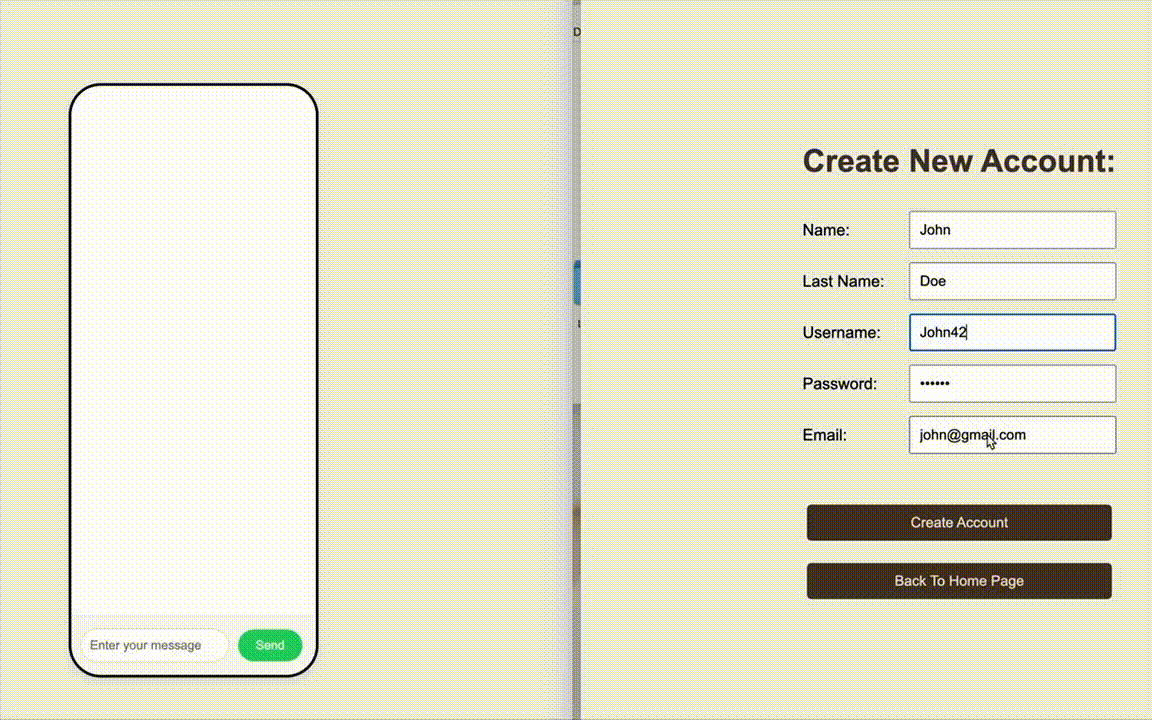 Enter your message
Send
D
Create New Account:
Name: John
Last Name: Doe
Username: John42
Password: ••••••
Email: john@gmail.com
Create Account
Back To Home Page